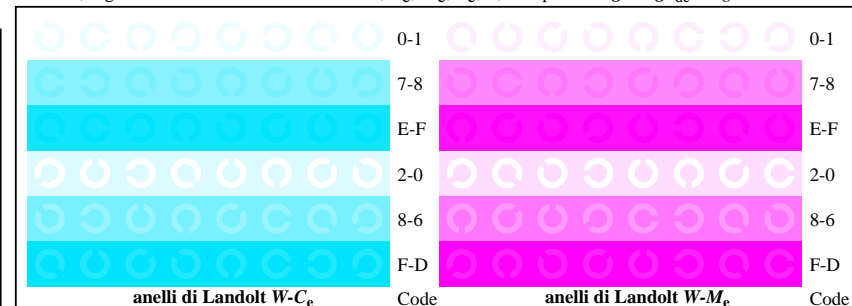 0-1 0-1
7-8 7-8
E-F E-F
2-0 2-0
8-6 8-6
F-D F-D
anelli di Landolt W-Ce Code anelli di Landolt W-Me Code